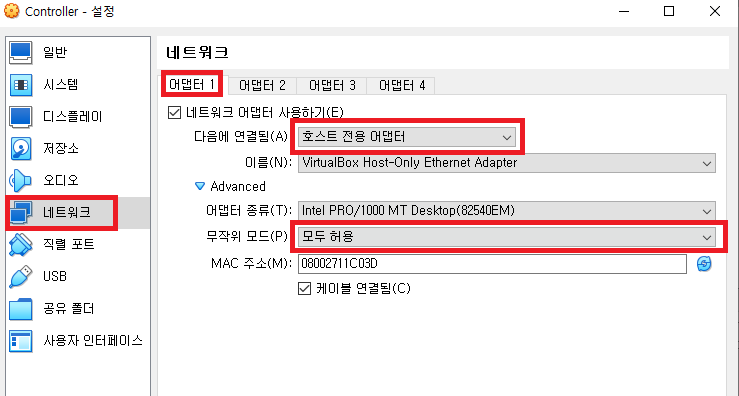 Controller - 설정
일반
시스템
디스플레이
저장소
오디오
네트워크
직렬 포트
USB
공유 폴더
사용자 인터페이스
네트워크
어댑터 1 어댑터 2 어댑터 3 어댑터 4
네트워크 어댑터 사용하기(E)
다음에 연결됨(A) 호스트 전용 어댑터
이름(N): VirtualBox Host-Only Ethernet Adapter
Advanced
어댑터 종류(T): Intel PRO/1000 MT Desktop(82540EM)
무작위 모드(P) 모두 허용
MAC 주소(M): 08002711C03D
케이블 연결됨(C)